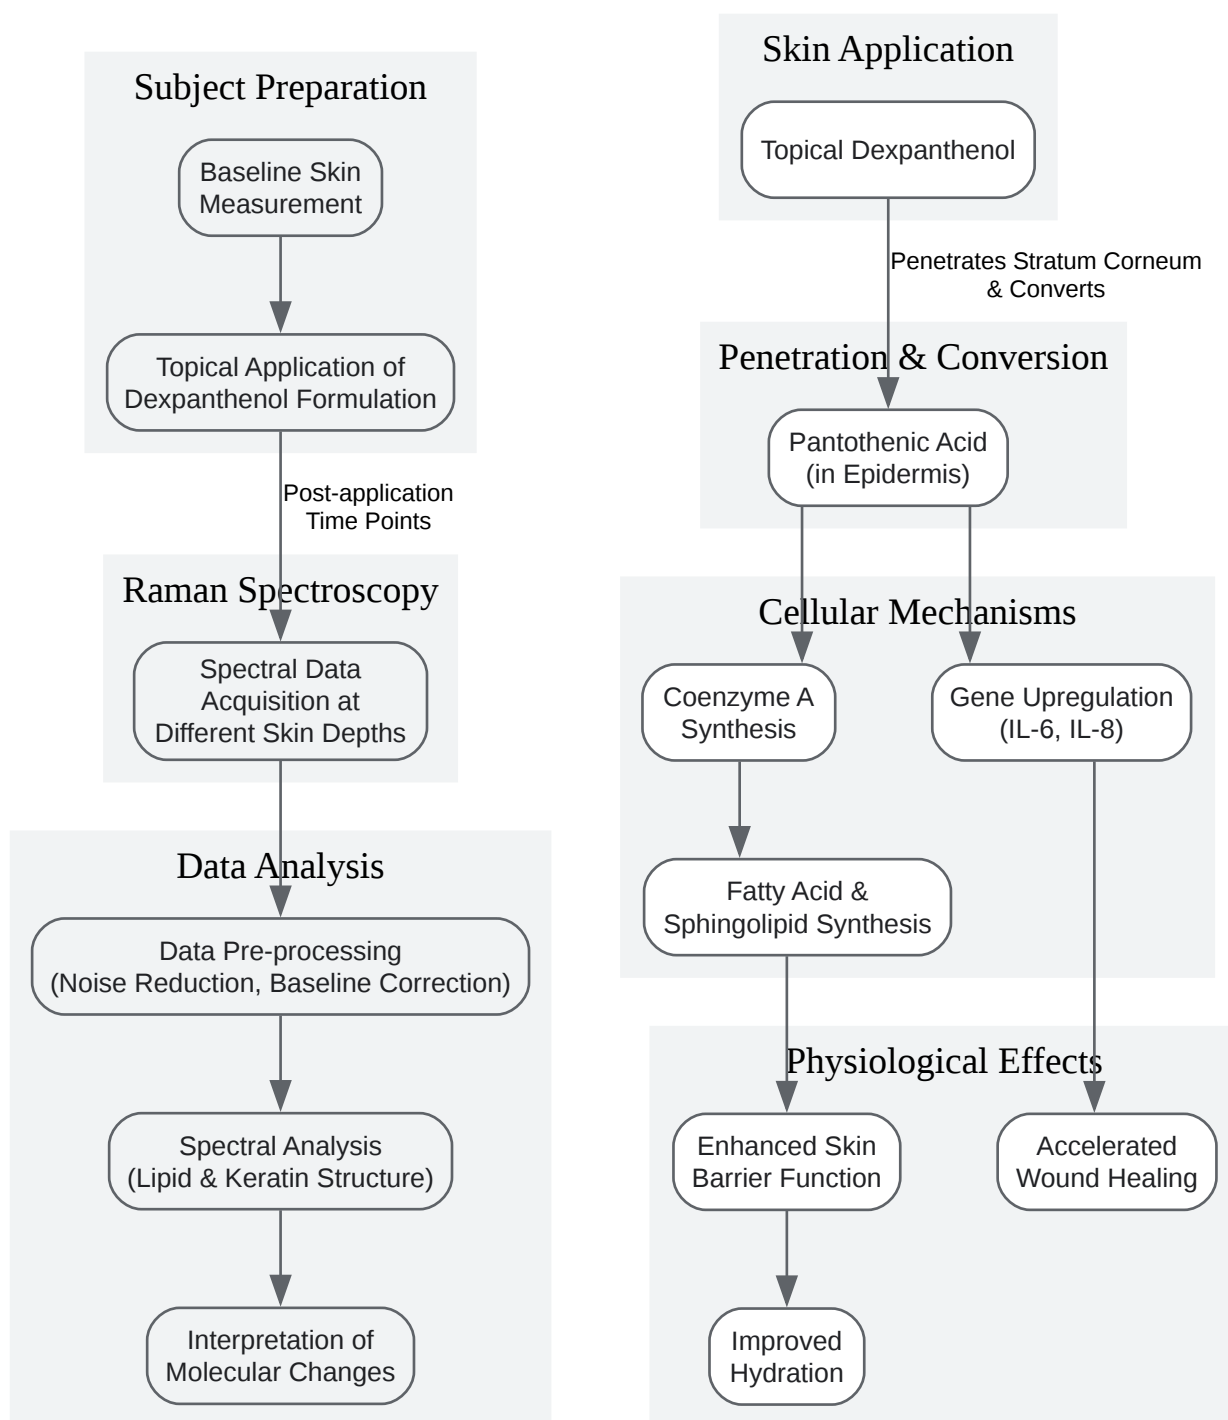 Subject Preparation
Baseline Skin
Measurement
Topical Application of
Dexpanthenol Formulation
Post-application
Time Points
Raman Spectroscopy
Spectral Data
Acquisition at
Different Skin Depths
Data Analysis
Data Pre-processing
(Noise Reduction, Baseline Correction)
Spectral Analysis
(Lipid & Keratin Structure)
Interpretation of
Molecular Changes
Skin Application
Topical Dexpanthenol
Penetrates Stratum Corneum
& Converts
Penetration & Conversion
Pantothenic Acid
(in Epidermis)
Cellular Mechanisms
Coenzyme A
Synthesis
Gene Upregulation
(IL-6, IL-8)
Fatty Acid &
Sphingolipid Synthesis
Physiological Effects
Enhanced Skin
Barrier Function
Accelerated
Wound Healing
Improved
Hydration